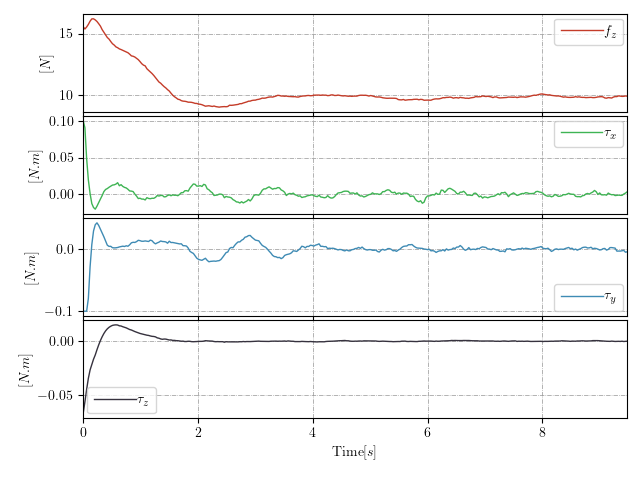 15
10
[N]
f_z
0.10
0.05
0.00
[N.m]
τ_x
0.0
−0.1
[N.m]
τ_y
0.00
−0.05
[N.m]
τ_z
0 2 4 6 8
Time[s]